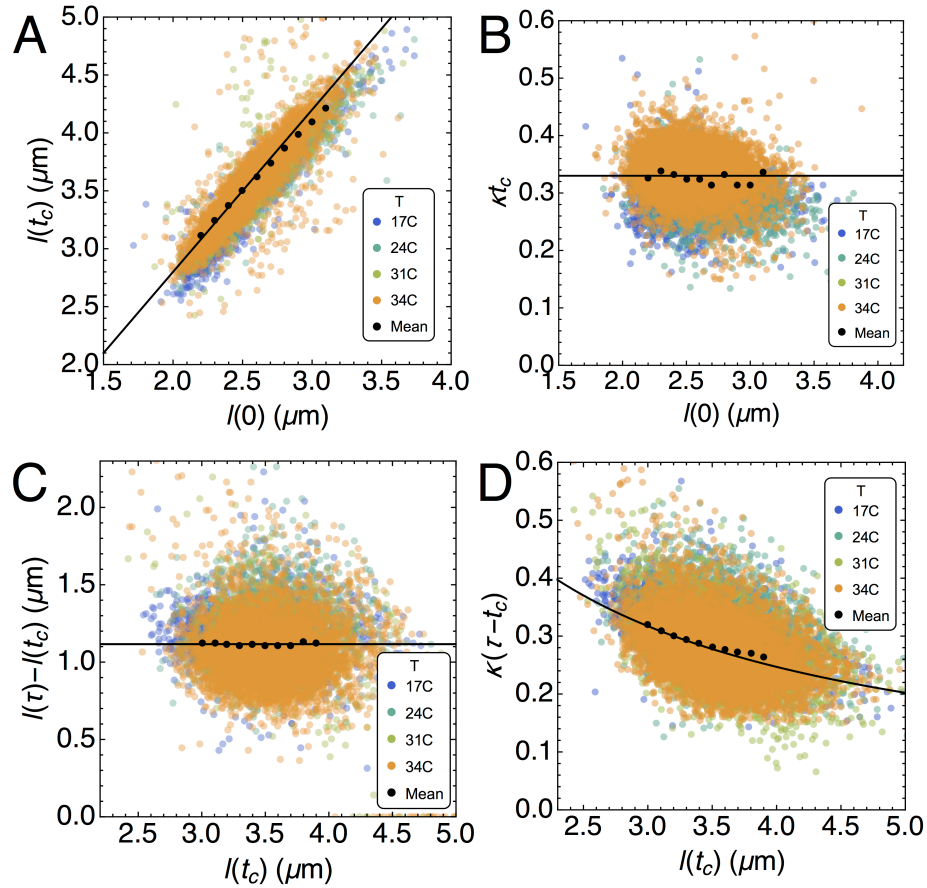 A
l(t_c) (μm)
5.0
4.5
4.0
3.5
3.0
2.5
2.0
1.5 2.0 2.5 3.0 3.5 4.0
l(0) (μm)
T
17C
24C
31C
34C
Mean
B
κt_c
0.6
0.5
0.4
0.3
0.2
0.1
0.0
1.5 2.0 2.5 3.0 3.5 4.0
l(0) (μm)
T
17C
24C
31C
34C
Mean
C
l(τ)−l(t_c) (μm)
2.0
1.5
1.0
0.5
0.0
2.5 3.0 3.5 4.0 4.5 5.0
l(t_c) (μm)
T
17C
24C
31C
34C
Mean
D
κ(τ−t_c)
0.6
0.5
0.4
0.3
0.2
0.1
0.0
2.5 3.0 3.5 4.0 4.5 5.0
l(t_c) (μm)
T
17C
24C
31C
34C
Mean